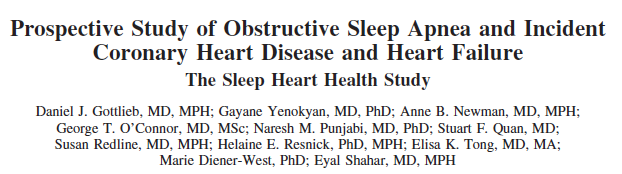 Prospective Study of Obstructive Sleep Apnea and Incident
Coronary Heart Disease and Heart Failure
The Sleep Heart Health Study
Daniel J. Gottlieb, MD, MPH; Gayane Yenokyan, MD, PhD; Anne B. Newman, MD, MPH;
George T. O'Connor, MD, MSc; Naresh M. Punjabi, MD, PhD; Stuart F. Quan, MD;
Susan Redline, MD, MPH; Helaine E. Resnick, PhD, MPH; Elisa K. Tong, MD, MA;
Marie Diener-West, PhD; Eyal Shahar, MD, MPH